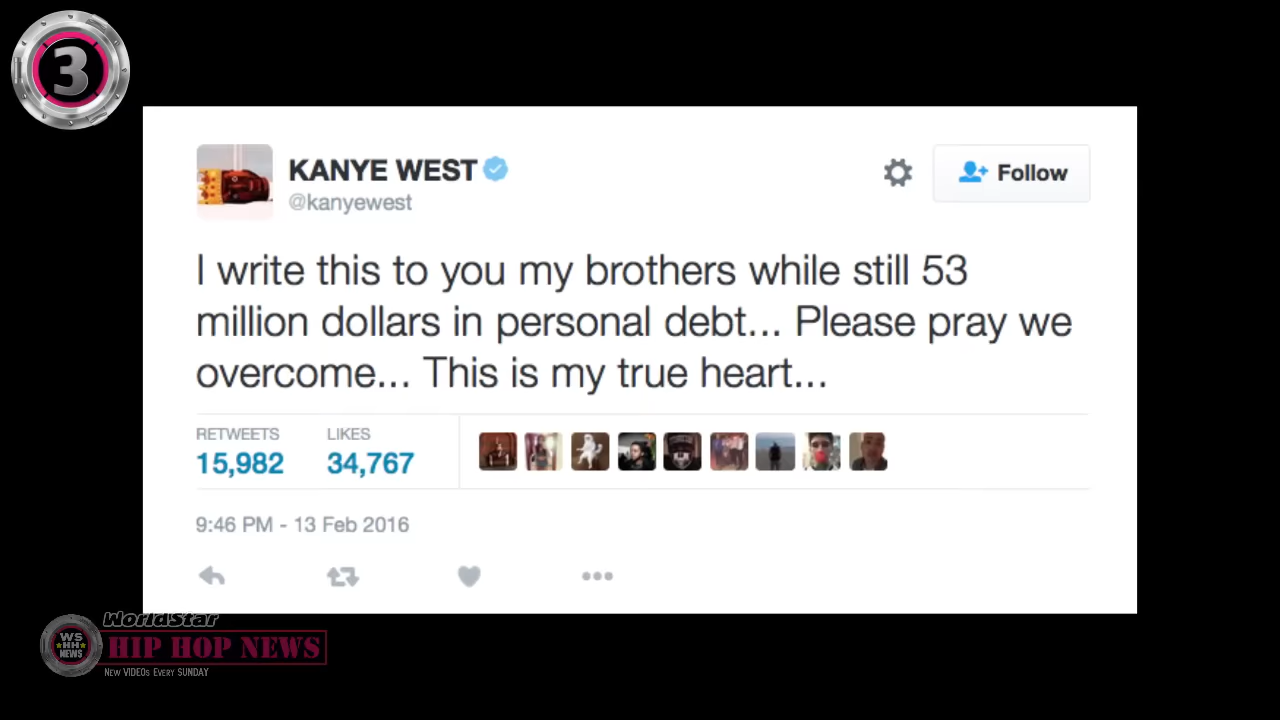 3
KANYE WEST
@kanyewest
Follow
I write this to you my brothers while still 53
million dollars in personal debt... Please pray we
overcome... This is my true heart...
RETWEETS LIKES
15,982 34,767
9:46 PM - 13 Feb 2016
WorldStar
WS
HH
NEWS
HIP HOP NEWS
NEW VIDEOS EVERY SUNDAY